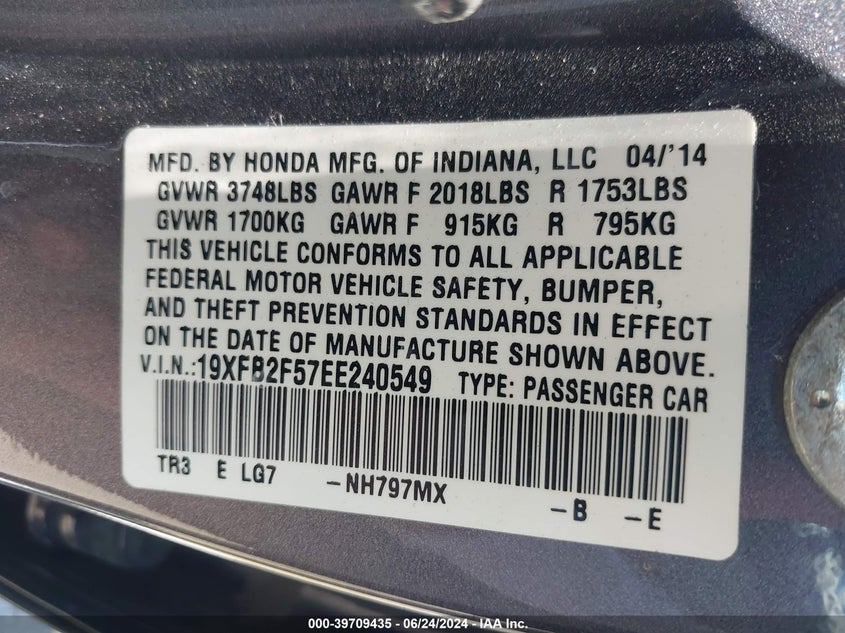 MFD. BY HONDA MFG. OF INDIANA, LLC 04/'14
GVWR 3748LBS GAWR F 2018LBS R 1753LBS
GVWR 1700KG GAWR F 915KG R 795KG
THIS VEHICLE CONFORMS TO ALL APPLICABLE
FEDERAL MOTOR VEHICLE SAFETY, BUMPER,
AND THEFT PREVENTION STANDARDS IN EFFECT
ON THE DATE OF MANUFACTURE SHOWN ABOVE.
V.I.N.:19XFB2F57EE240549 TYPE: PASSENGER CAR
TR3 E LG7 -NH797MX -B -E
000-39709435 - 06/24/2024 - IAA Inc.